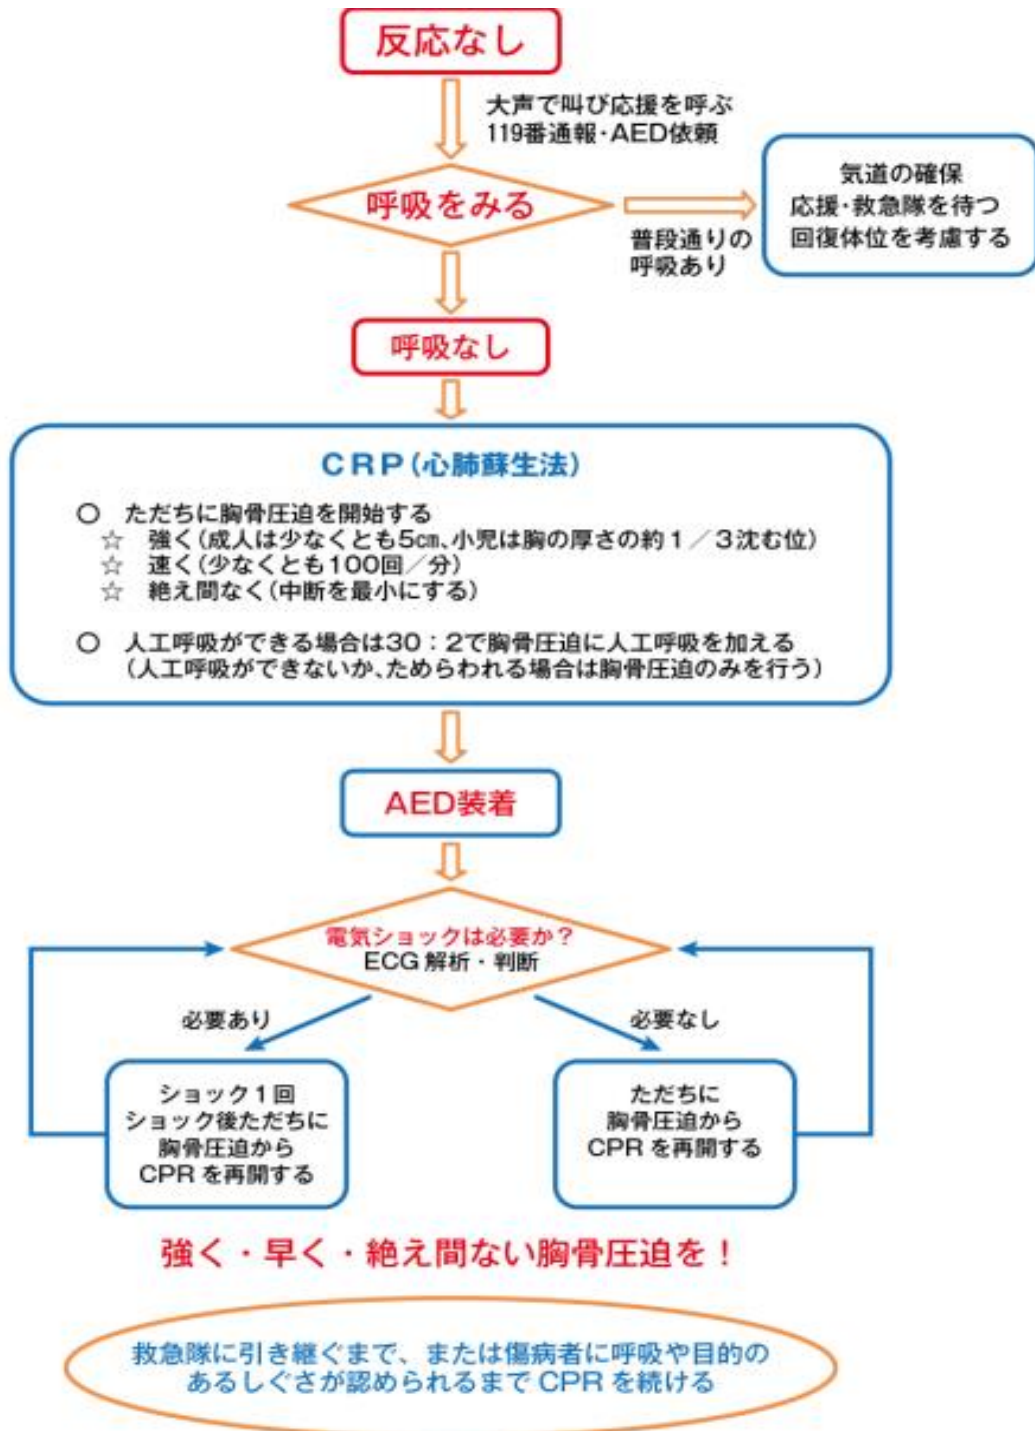 反応なし
大声で叫び応援を呼ぶ
119番通報・AED依頼
呼吸をみる
普段通りの
呼吸あり
気道の確保
応援・救急隊を待つ
回復体位を考慮する
呼吸なし
CRP(心肺蘇生法)
○ ただちに胸骨圧迫を開始する
☆ 強く(成人は少なくとも5㎝、小児は胸の厚さの約1/3沈む位)
☆ 速く(少なくとも100回/分)
☆ 絶え間なく(中断を最小にする)
○ 人工呼吸ができる場合は30:2で胸骨圧迫に人工呼吸を加える
(人工呼吸ができないか、ためらわれる場合は胸骨圧迫のみを行う)
AED装着
電気ショックは必要か?
ECG 解析・判断
必要あり
必要なし
ショック1回
ショック後ただちに
胸骨圧迫から
CPR を再開する
ただちに
胸骨圧迫から
CPR を再開する
強く・早く・絶え間ない胸骨圧迫を!
救急隊に引き継ぐまで、または傷病者に呼吸や目的の
あるしぐさが認められるまで CPR を続ける